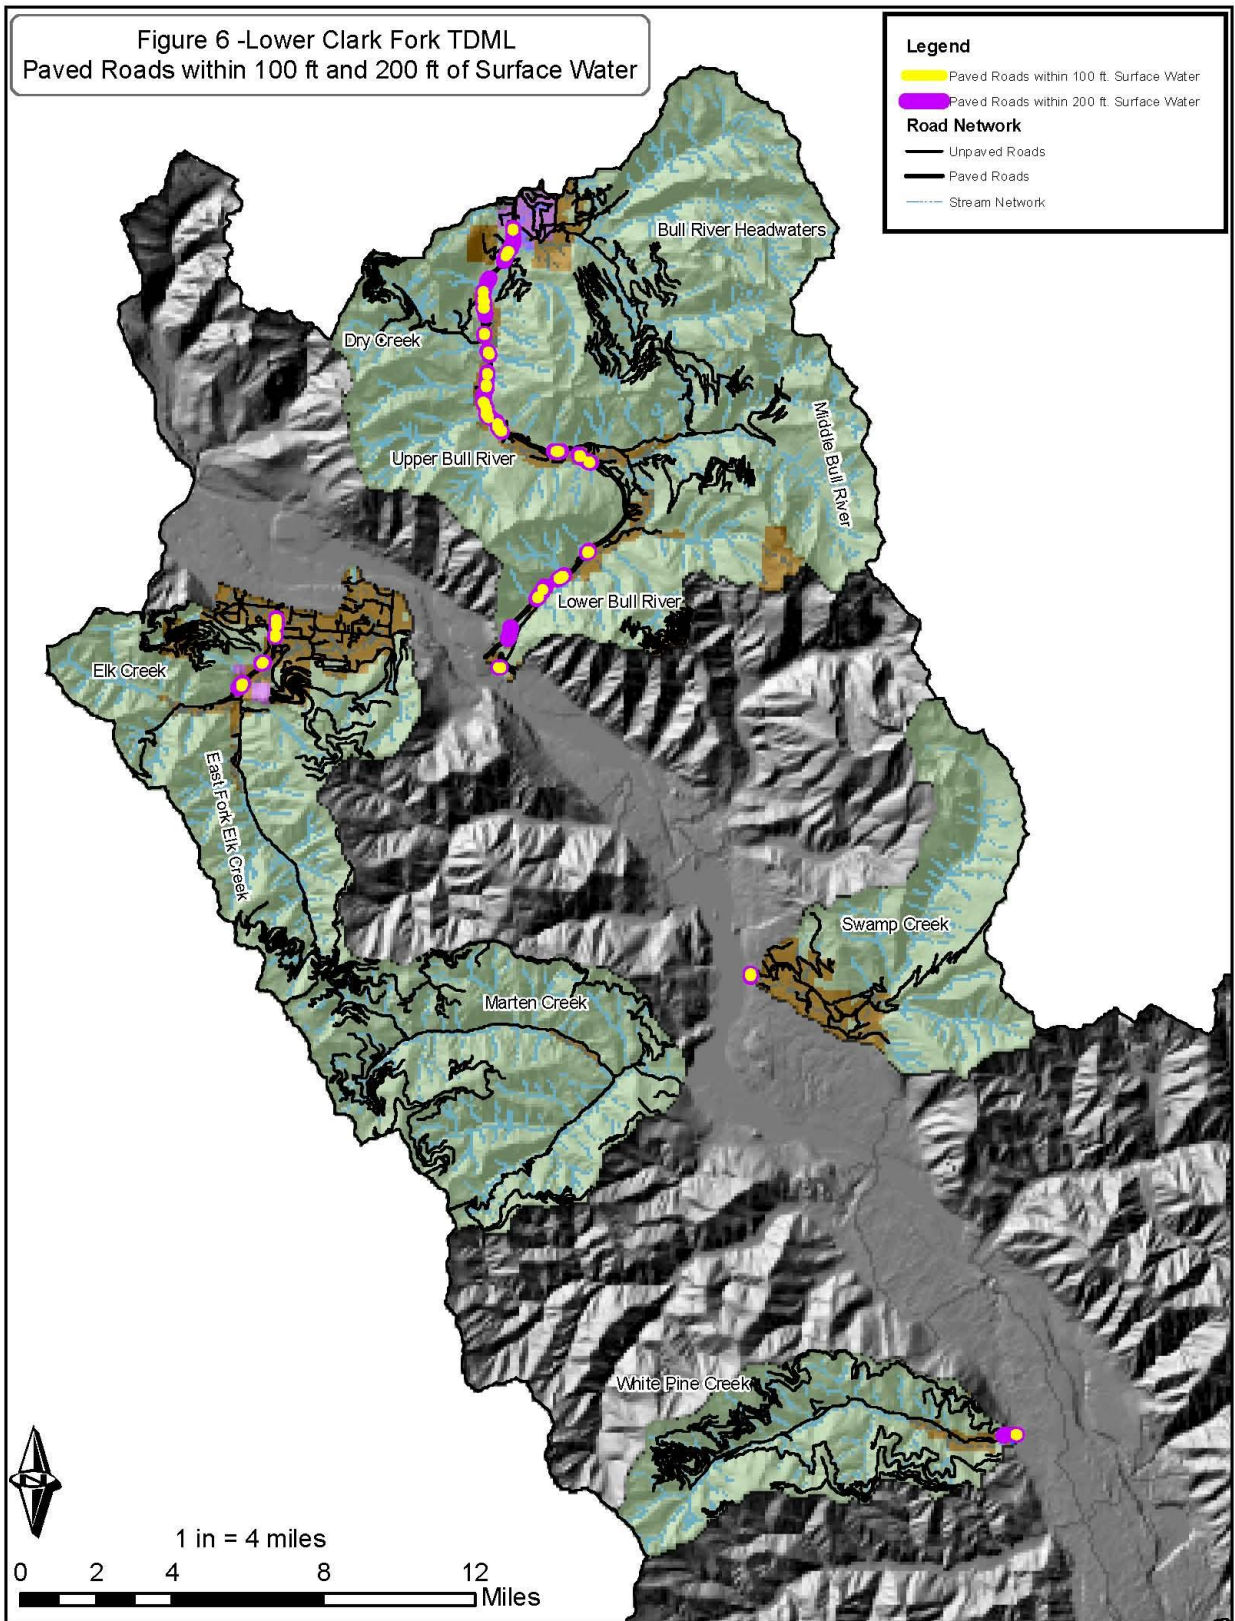 Figure 6 -Lower Clark Fork TDML
Paved Roads within 100 ft and 200 ft of Surface Water
Legend
Paved Roads within 100 ft. Surface Water
Paved Roads within 200 ft. Surface Water
Road Network
Unpaved Roads
Paved Roads
Stream Network
Bull River Headwaters
Dry Creek
Middle Bull River
Upper Bull River
Lower Bull River
Elk Creek
East Fork Elk Creek
Swamp Creek
Marten Creek
White Pine Creek
N
1 in = 4 miles
0 2 4 8 12
Miles